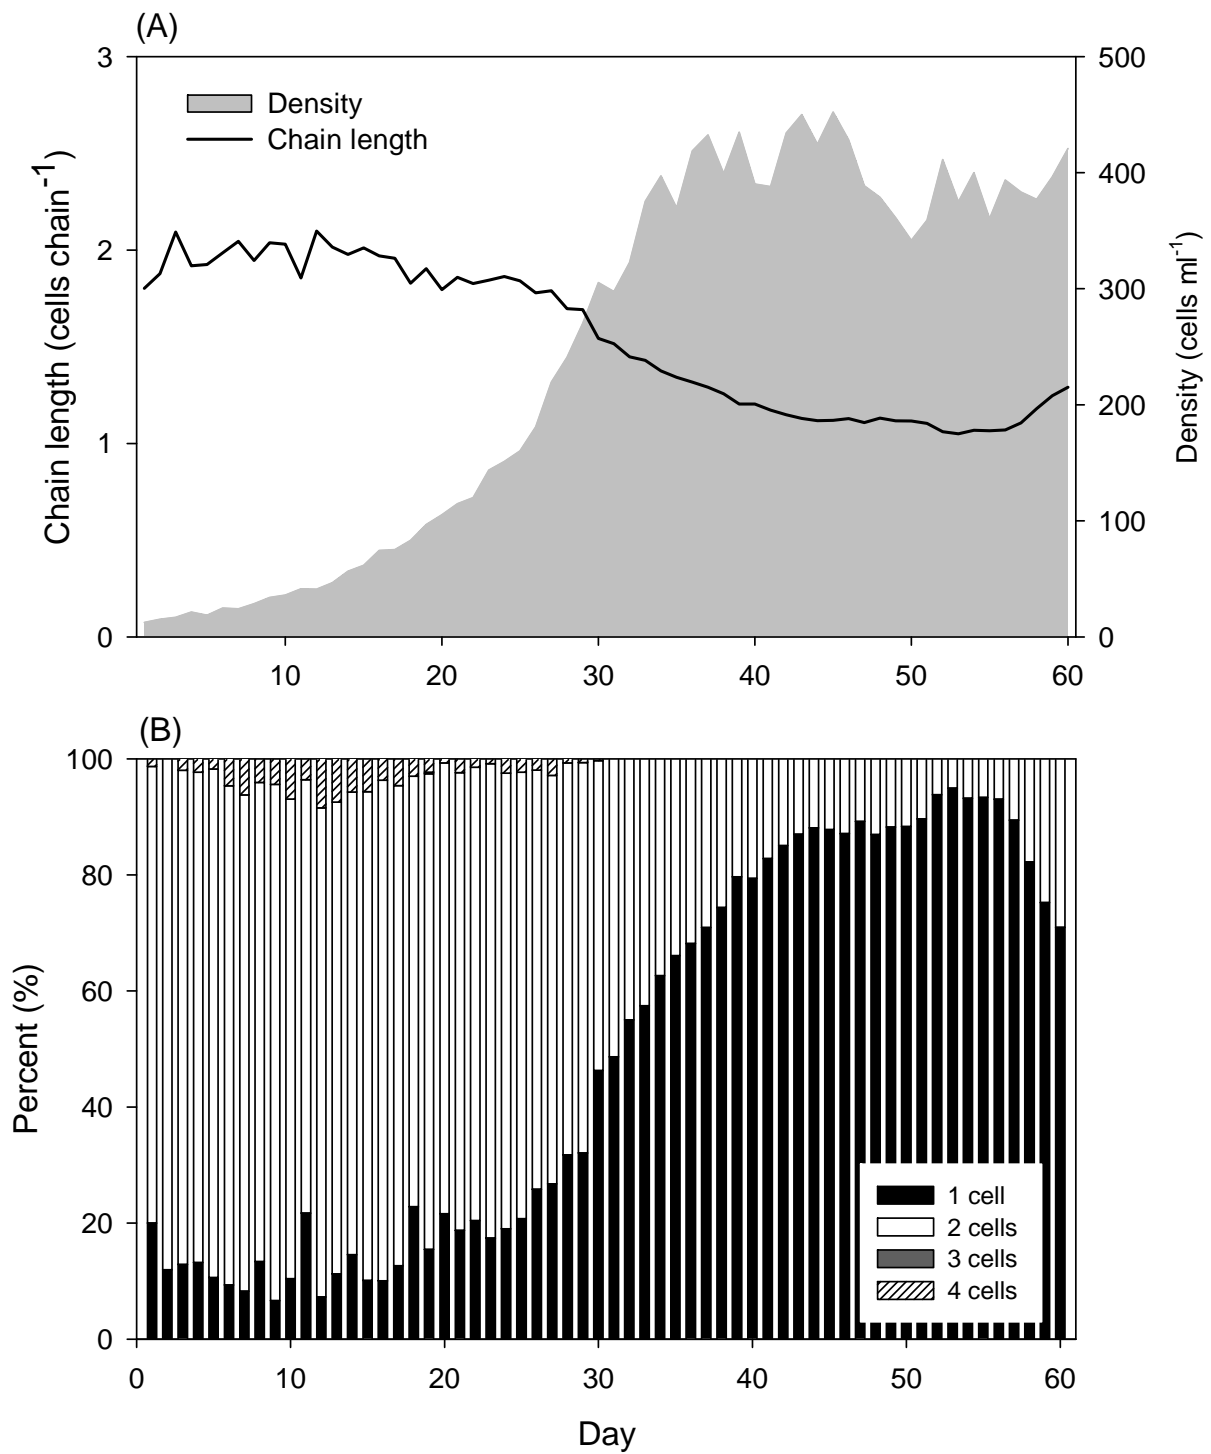 (A)
3
2
1
0
Chain length (cells chain⁻¹)
Density
Chain length
500
400
300
200
100
0
Density (cells ml⁻¹)
10 20 30 40 50 60
(B)
100
80
60
40
20
0
Percent (%)
1 cell
2 cells
3 cells
4 cells
0 10 20 30 40 50 60
Day